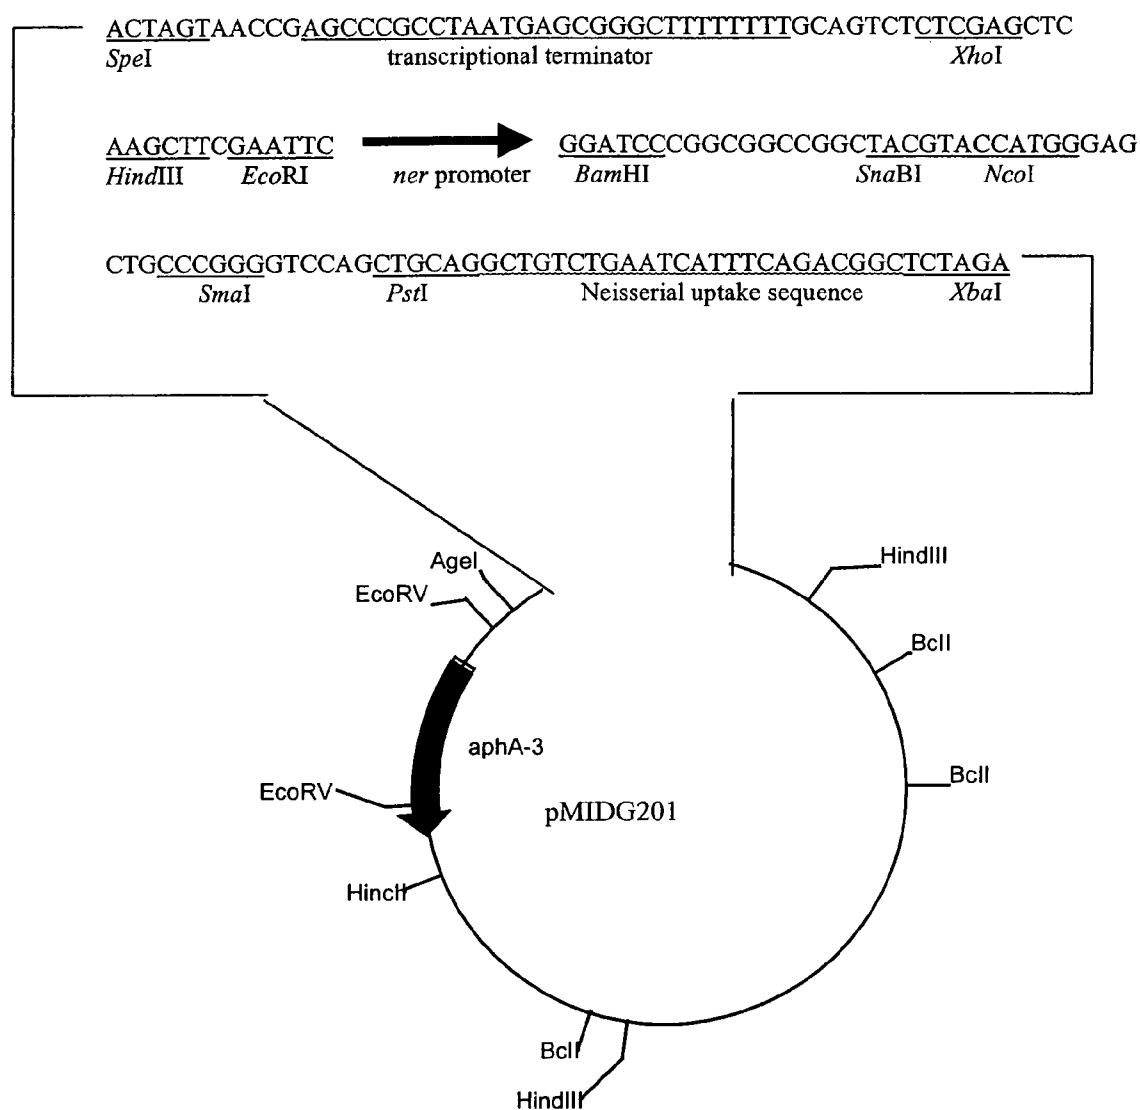 ACTAGTAACCGAGCCCGCCTAATGAGCGGGCTTTTTTTTGCAGTCTCTCGAGCTC
SpeI transcriptional terminator XhoI
AAGCTTCGAATTC GGATCCCGGCGGCCGGCTACGTACCATGGGAG
HindIII EcoRI ner promoter BamHI SnaBI NcoI
CTGCCCGGGGTCCAGCTGCAGGCTGTCTGAATCATTTCAGACGGCTCTAGA
SmaI PstI Neisserial uptake sequence XbaI
AgeI
HindIII
EcoRV
BclI
aphA-3
BclI
EcoRV
pMIDG201
HincII
BclI
HindIII